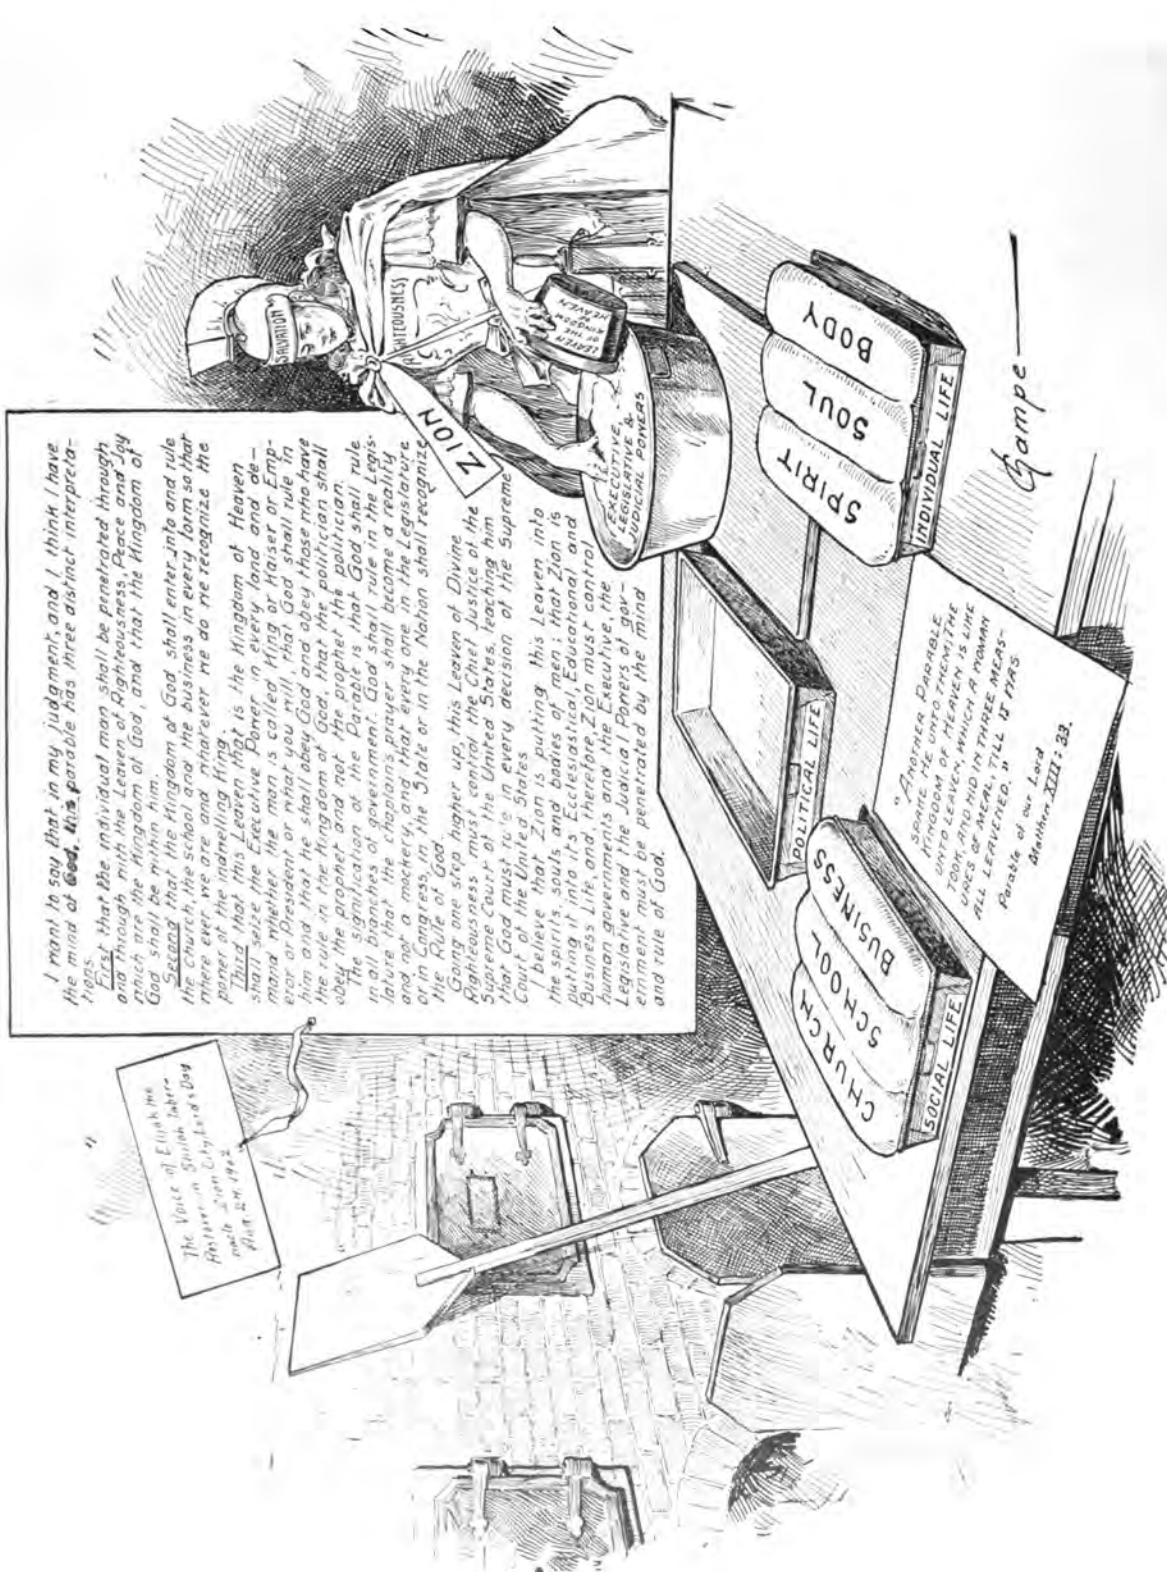 The Voice of Elijah the
Restorer in Shiloh Taber-
nacle Zion City Lord's Day
Aug. 24, 1902
I want to say that in my judgment, and I think I have
the mind of God, this parable has three distinct interpreta-
tions.
First that the individual man shall be penetrated through
and through with the Leaven of Righteousness, Peace and Joy
which are the Kingdom of God, and that the Kingdom of
God shall be within him.
Second that the Kingdom of God shall enter into and rule
the church, the school and the business in every form so that
where ever we are and whatever we do we recognize the
power of the indwelling King.
Third that this Leaven that is the Kingdom of Heaven
shall seize the Executive Power in every land and de-
mand whether the man is called King or Kaiser or Emp-
eror or President or what you will, that God shall rule in
him and that he shall obey God and obey those who have
the rule in the Kingdom of God, that the politician shall
obey the prophet and not the prophet the politician.
The signification of the Parable is that God shall rule
in all branches of government. God shall rule in the Legis-
lature that the chaplain's prayer shall become a reality
and not a mockery, and that every one in the Legislature
or in Congress, in the State or in the Nation shall recognize
the Rule of God.
Going one step higher up, this Leaven of Divine
Righteousness must control the Chief Justice of the
Supreme Court of the United States, teaching him
that God must rule in every decision of the Supreme
Court of the United States
I believe that Zion is putting this Leaven into
the spirits, souls and bodies of men; that Zion is
putting into its Ecclesiastical, Educational and
Business Life, and, therefore Zion must control
human governments and the Executive, the
Legislative and the Judicial Powers of gov-
ernment must be penetrated by the mind
and rule of God.
SALVATION
RIGHTEOUSNESS
ZION
LEAVEN
OF THE
KINGDOM
HEAVEN
EXECUTIVE,
LEGISLATIVE &
JUDICIAL POWERS
CHURCH
SCHOOL
BUSINESS
SOCIAL LIFE
POLITICAL LIFE
SPIRIT
SOUL
BODY
INDIVIDUAL LIFE
"ANOTHER PARABLE
SPAKE HE UNTO THEM: THE
KINGDOM OF HEAVEN IS LIKE
UNTO LEAVEN, WHICH A WOMAN
TOOK, AND HID IN THREE MEAS-
URES OF MEAL, TILL IT WAS
ALL LEAVENED."
Parable of our Lord
Matthew XIII: 33.